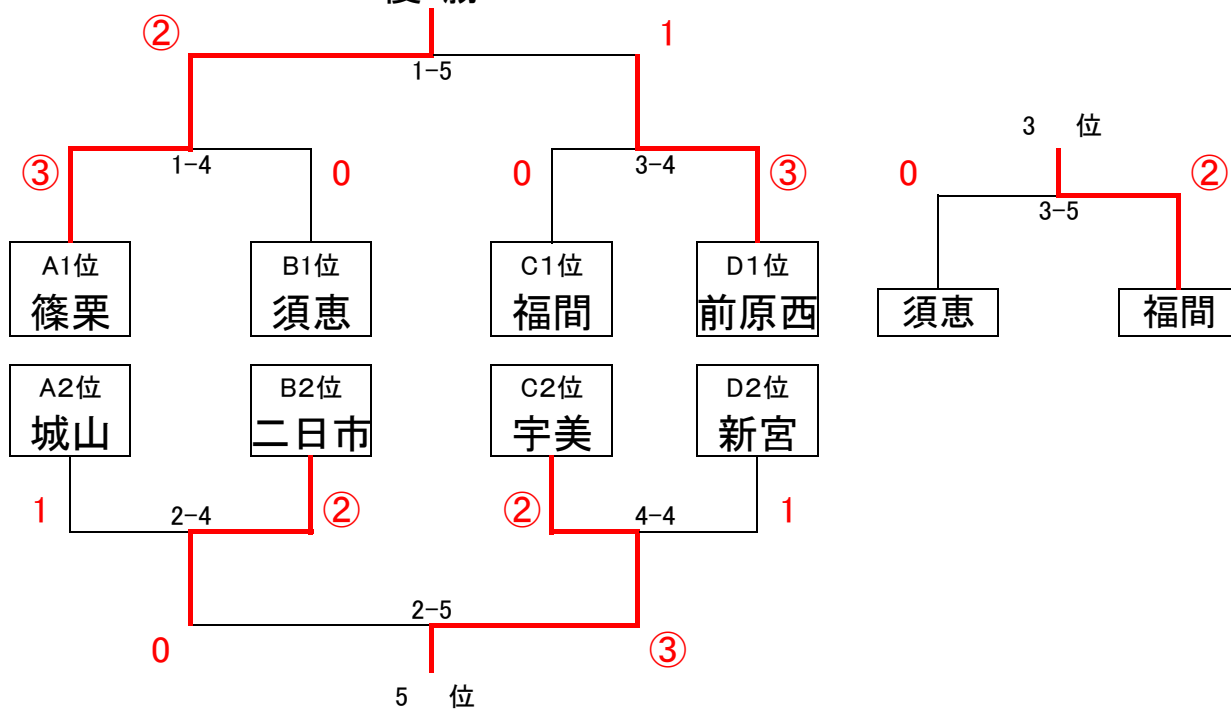 ② 1
1-5
3 位
③ 1-4 0 0 3-4 ③ 0 ②
3-5
A1位 B1位 C1位 D1位
篠栗 須恵 福間 前原西 須恵 福間
A2位 B2位 C2位 D2位
城山 二日市 宇美 新宮
1 2-4 ② ② 4-4 1
2-5
0 ③
5 位